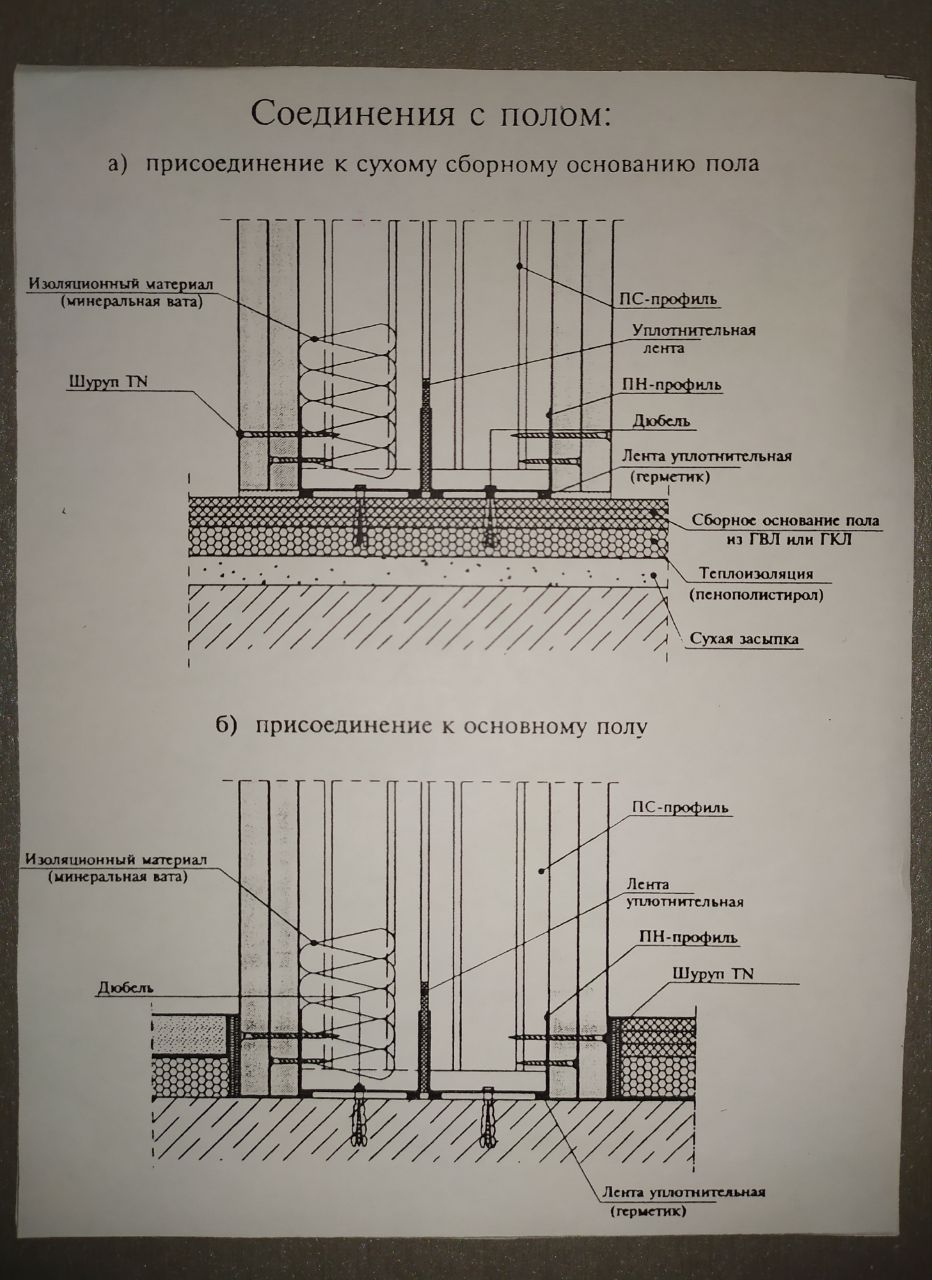 Соединения с полом:
а) присоединение к сухому сборному основанию пола
Изоляционный материал
(минеральная вата)
Шуруп TN
ПС-профиль
Уплотнительная
лента
ПН-профиль
Дюбель
Лента уплотнительная
(герметик)
Сборное основание пола
из ГВЛ или ГКЛ
Теплоизоляция
(пенополистирол)
Сухая засыпка
б) присоединение к основному полу
Изоляционный материал
(минеральная вата)
Дюбель
ПС-профиль
Лента
уплотнительная
ПН-профиль
Шуруп TN
Лента уплотнительная
(герметик)